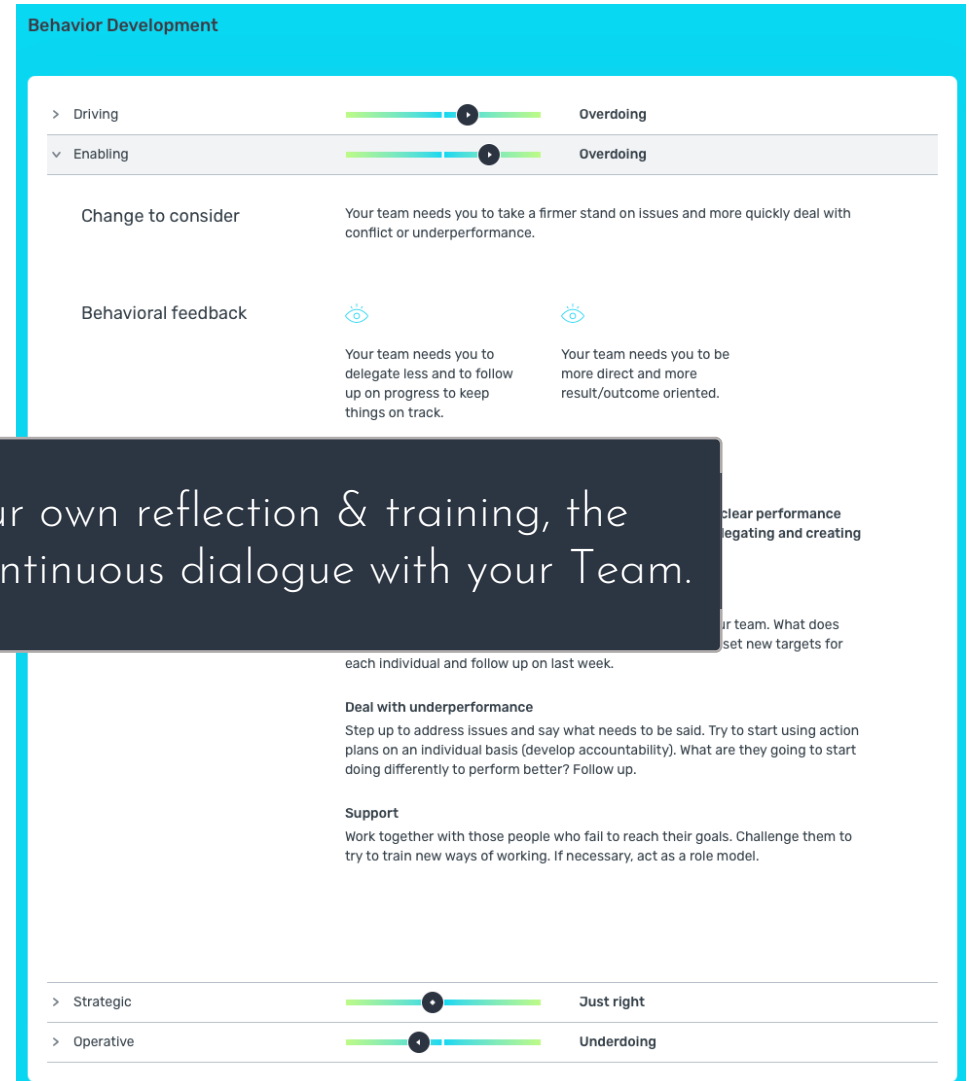 Behavior Development
Driving
Overdoing
Enabling
Overdoing
Change to consider
Your team needs you to take a firmer stand on issues and more quickly deal with
conflict or underperformance.
Behavioral feedback
Your team needs you to
delegate less and to follow
up on progress to keep
things on track.
Your team needs you to be
more direct and more
result/outcome oriented.
clear performance
legating and creating
ur own reflection & training, the
ntinuous dialogue with your Team.
ur team. What does
set new targets for
each individual and follow up on last week.
Deal with underperformance
Step up to address issues and say what needs to be said. Try to start using action
plans on an individual basis (develop accountability). What are they going to start
doing differently to perform better? Follow up.
Support
Work together with those people who fail to reach their goals. Challenge them to
try to train new ways of working. If necessary, act as a role model.
Strategic
Just right
Operative
Underdoing